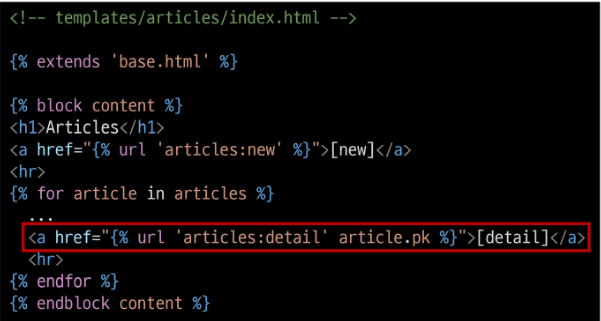 <!-- templates/articles/index.html -->
{% extends 'base.html' %}
{% block content %}
<h1>Articles</h1>
<a href="{% url 'articles:new' %}">[new]</a>
<hr>
{% for article in articles %}
...
<a href="{% url 'articles:detail' article.pk %}">[detail]</a>
<hr>
{% endfor %}
{% endblock content %}